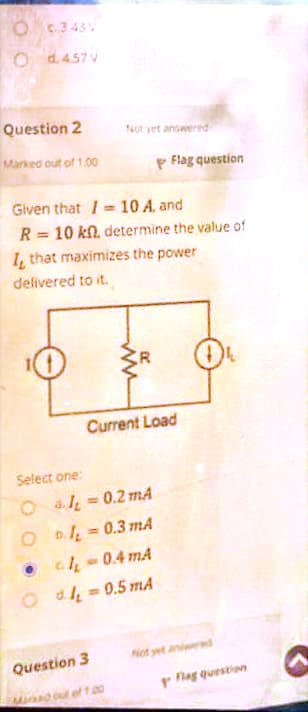 c. 3.43 V
d. 4.57 V
Question 2
Not yet answered
Marked out of 1.00
Flag question
Given that I = 10 A, and
R = 10 kΩ, determine the value of
I_L that maximizes the power
delivered to it.
I
R
I_L
Current Load
Select one:
a. I_L = 0.2 mA
b. I_L = 0.3 mA
c. I_L = 0.4 mA
d. I_L = 0.5 mA
Question 3
Not yet answered
Flag question
Marked out of 1.00